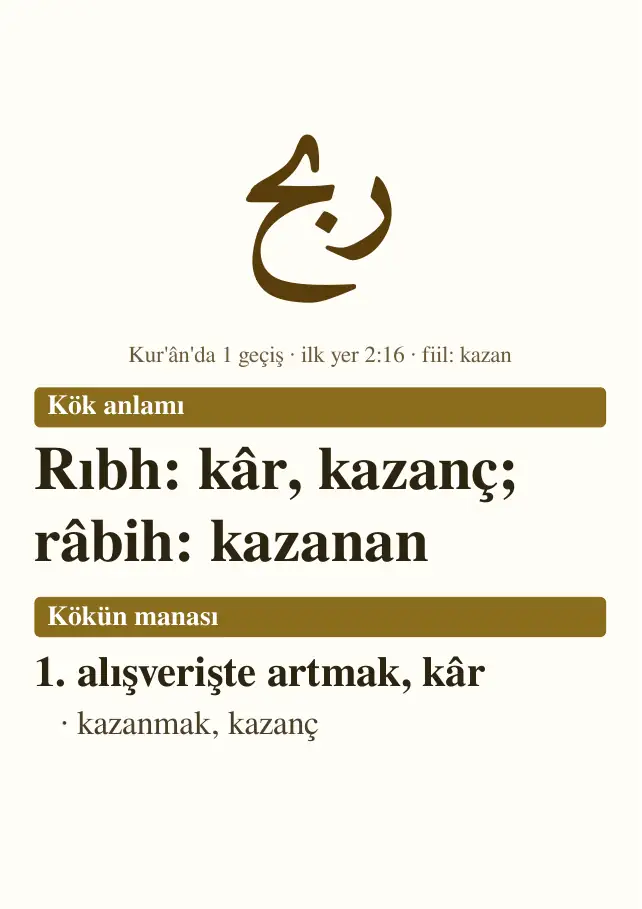 ربح
Kur'ân'da 1 geçiş · ilk yer 2:16 · fiil: kazan
Kök anlamı
Rıbh: kâr, kazanç;
râbih: kazanan
Kökün manası
1. alışverişte artmak, kâr
· kazanmak, kazanç